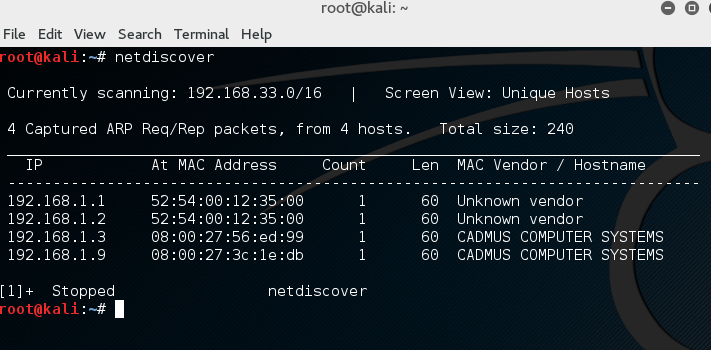 root@kali: ~
File Edit View Search Terminal Help
root@kali:~# netdiscover
Currently scanning: 192.168.33.0/16 | Screen View: Unique Hosts
4 Captured ARP Req/Rep packets, from 4 hosts. Total size: 240
_____________________________________________________________________________
IP At MAC Address Count Len MAC Vendor / Hostname
-----------------------------------------------------------------------------
192.168.1.1 52:54:00:12:35:00 1 60 Unknown vendor
192.168.1.2 52:54:00:12:35:00 1 60 Unknown vendor
192.168.1.3 08:00:27:56:ed:99 1 60 CADMUS COMPUTER SYSTEMS
192.168.1.9 08:00:27:3c:1e:db 1 60 CADMUS COMPUTER SYSTEMS
[1]+ Stopped netdiscover
root@kali:~#